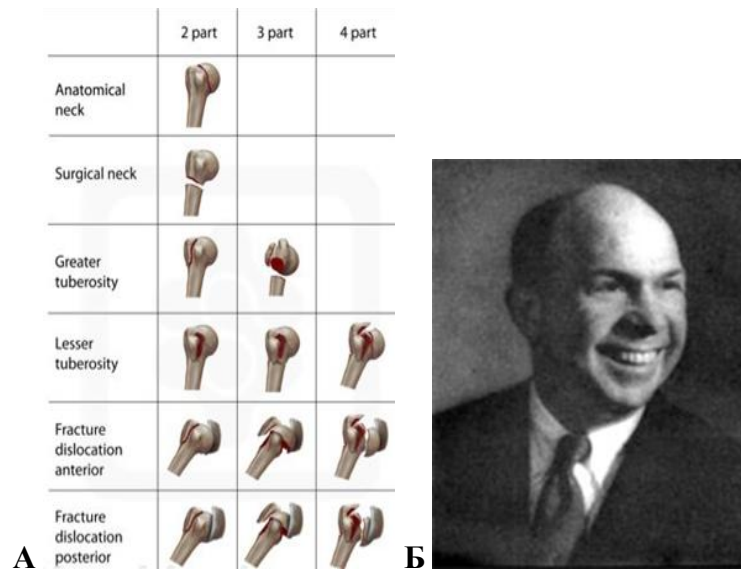 2 part 3 part 4 part
Anatomical
neck
Surgical neck
Greater
tuberosity
Lesser
tuberosity
Fracture
dislocation
anterior
Fracture
dislocation
posterior
А Б